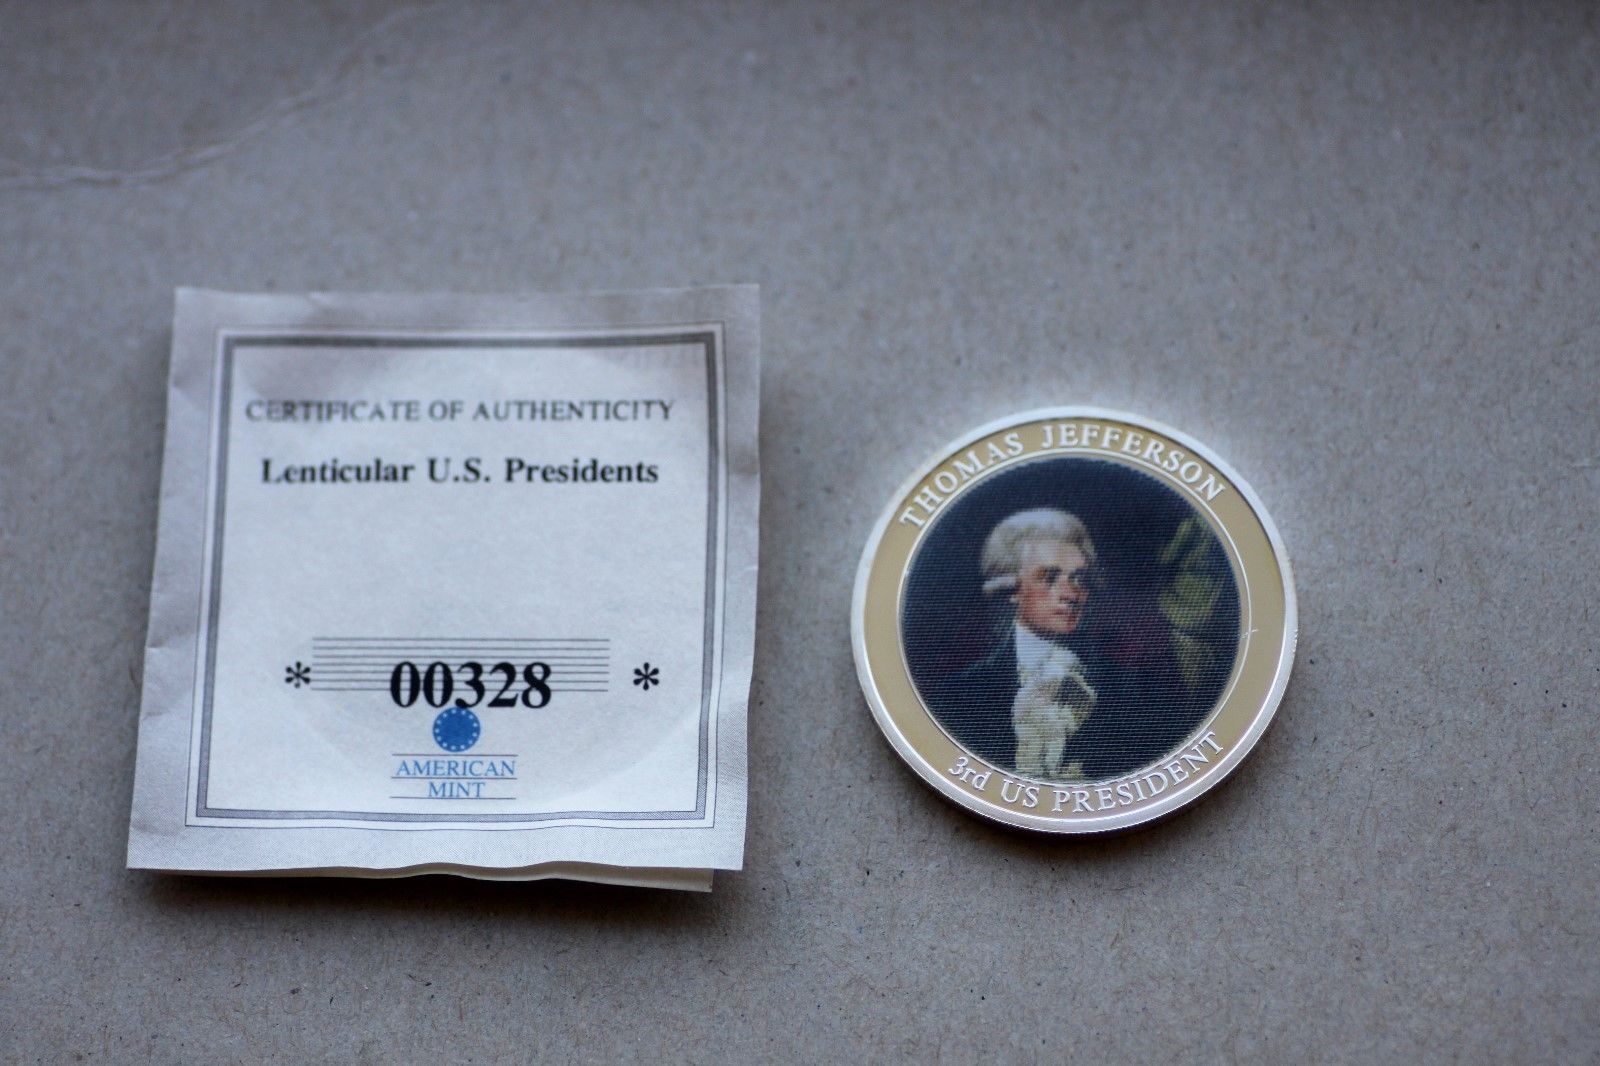 CERTIFICATE OF AUTHENTICITY
Lenticular U.S. Presidents
* 00328 *
AMERICAN
MINT
THOMAS JEFFERSON
3rd US PRESIDENT